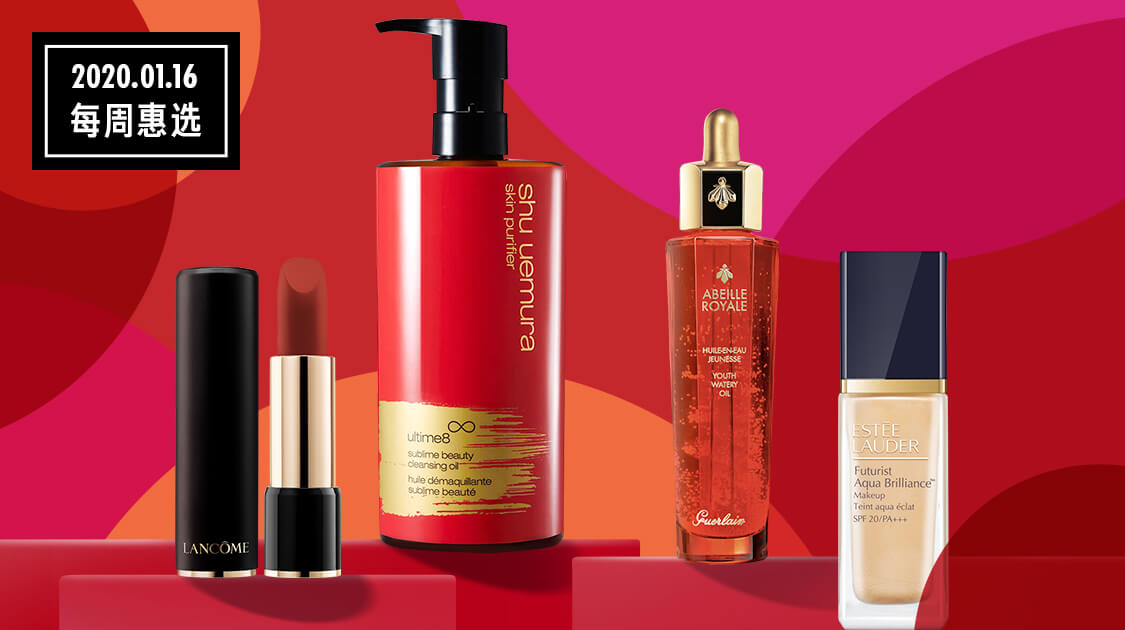 2020.01.16
每周惠选
LANCÔME
shu uemura
skin purifier
ultime8
sublime beauty
cleansing oil
huile démaquillante
sublime beauté
ABEILLE
ROYALE
HUILE-EN-EAU
JEUNESSE
YOUTH
WATERY
OIL
Guerlain
ESTĒE
LAUDER
Futurist
Aqua Brilliance™
Makeup
Teint aqua éclat
SPF 20/PA+++